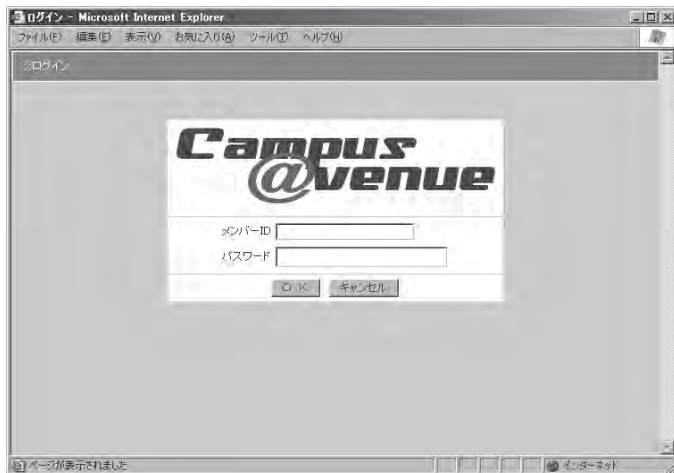 ログイン - Microsoft Internet Explorer
ファイル(F) 編集(E) 表示(V) お気に入り(A) ツール(T) ヘルプ(H)
ログイン
Campus
@venue
メンバーID
パスワード
OK キャンセル
ページが表示されました インターネット